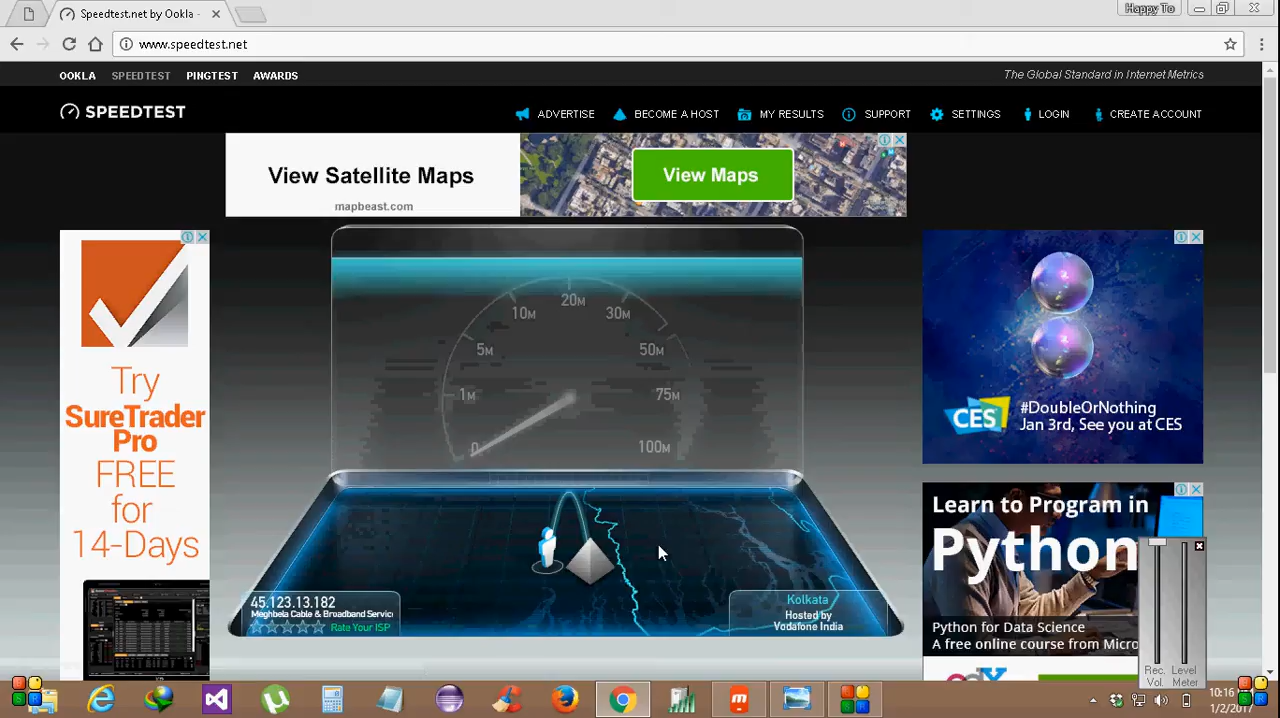 Speedtest.net by Ookla -
Happy To
www.speedtest.net
OOKLA SPEEDTEST PINGTEST AWARDS
The Global Standard in Internet Metrics
SPEEDTEST
ADVERTISE BECOME A HOST MY RESULTS SUPPORT SETTINGS LOGIN CREATE ACCOUNT
View Satellite Maps
mapbeast.com
View Maps
Try
SureTrader
Pro
FREE
for
14-Days
20M
10M 30M
5M 50M
1M 75M
0 100M
45.123.13.182
Meghbela Cable & Broadband Servic
Rate Your ISP
Kolkata
Hosted by
Vodafone India
CES
#DoubleOrNothing
Jan 3rd, See you at CES
Learn to Program in
Python
Python for Data Science
A free online course from Micro
Rec. Level
Vol. Meter
10:16
1/2/2017